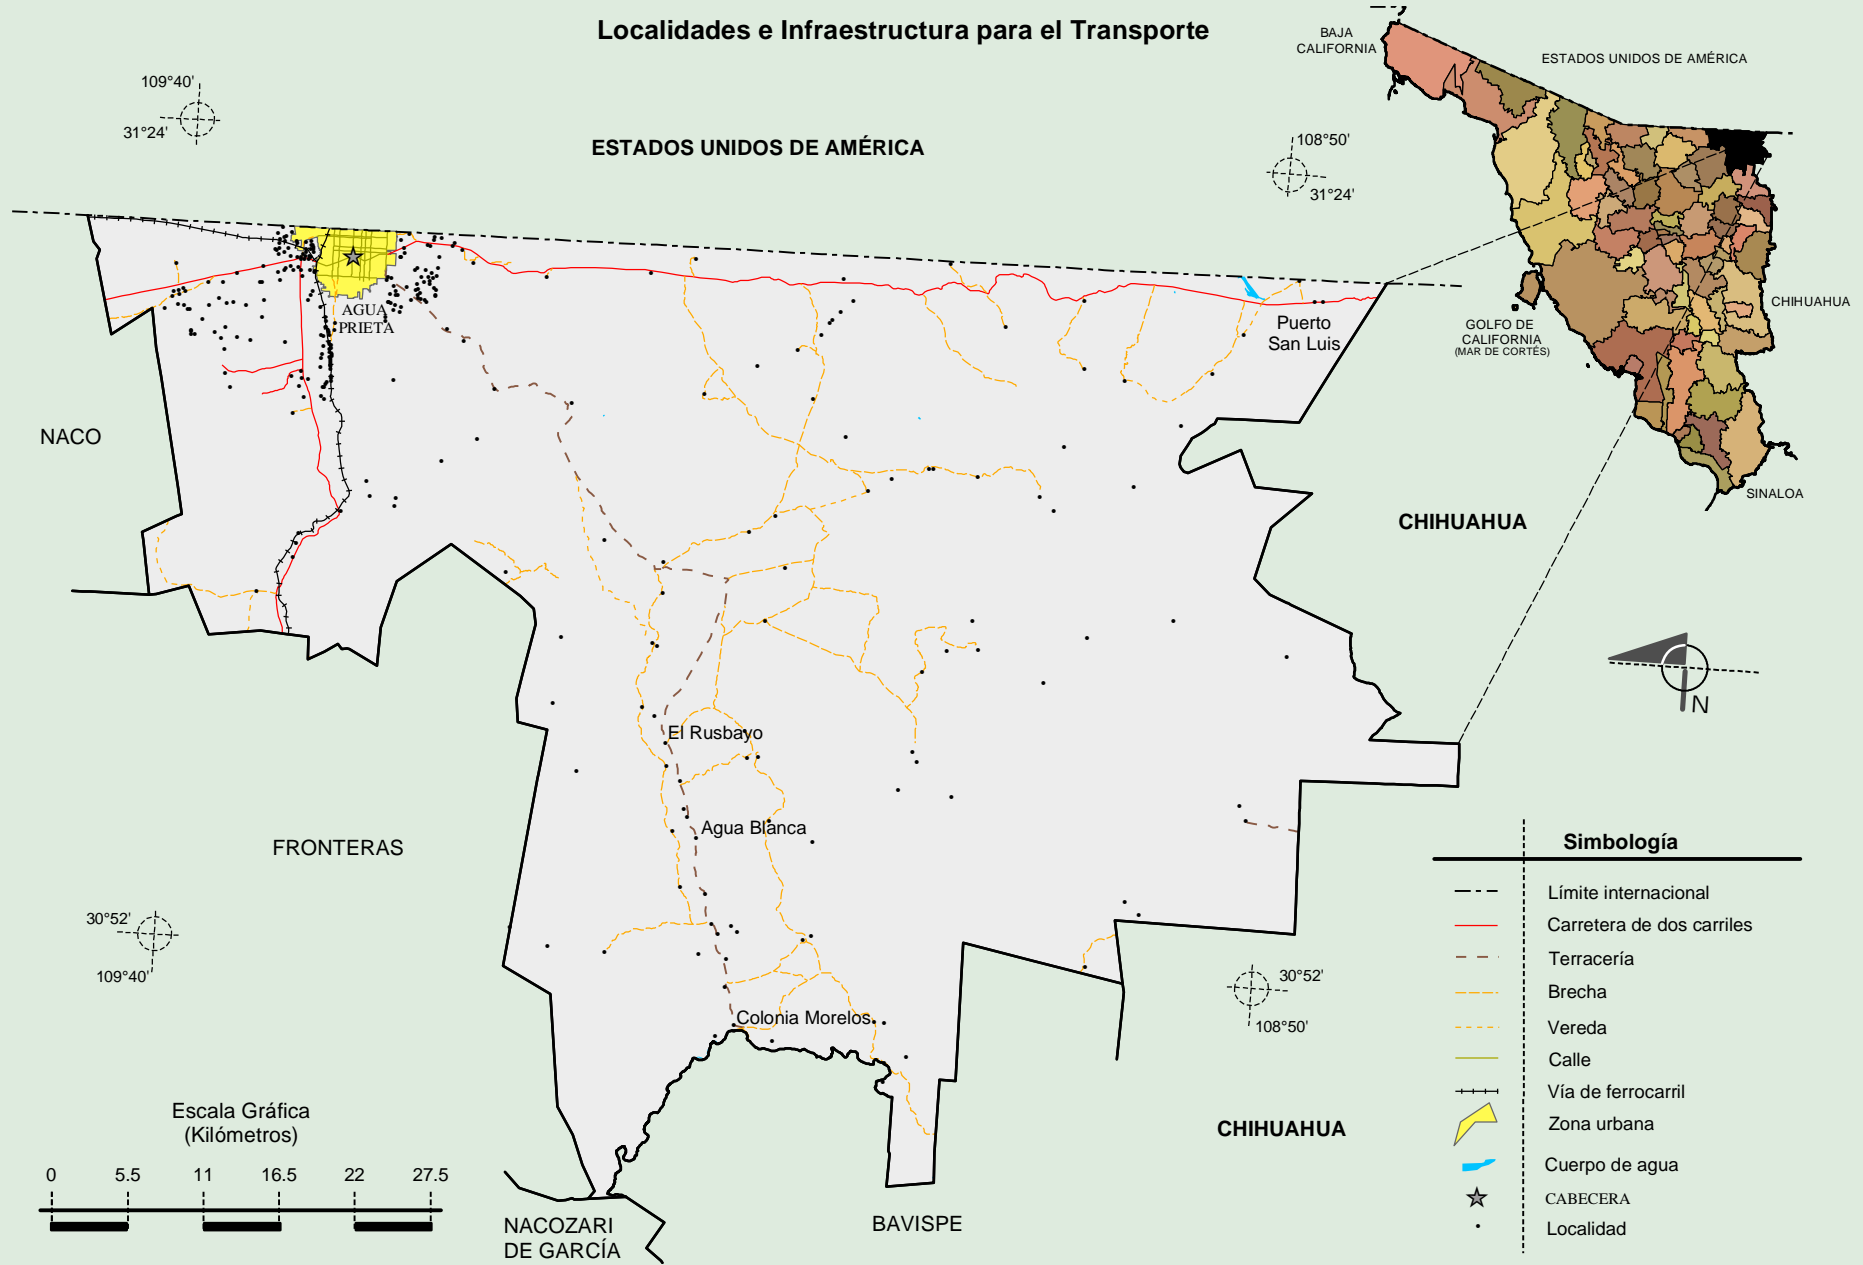 Localidades e Infraestructura para el Transporte
BAJA
CALIFORNIA
ESTADOS UNIDOS DE AMÉRICA
109°40'
31°24'
ESTADOS UNIDOS DE AMÉRICA
108°50'
31°24'
CHIHUAHUA
GOLFO DE
CALIFORNIA
(MAR DE CORTÉS)
SINALOA
AGUA
PRIETA
Puerto
San Luis
NACO
CHIHUAHUA
N
El Rusbayo
Agua Blanca
FRONTERAS
30°52'
109°40'
30°52'
108°50'
Colonia Morelos
CHIHUAHUA
Escala Gráfica
(Kilómetros)
0 5.5 11 16.5 22 27.5
NACOZARI
DE GARCÍA
BAVISPE
Simbología
Límite internacional
Carretera de dos carriles
Terracería
Brecha
Vereda
Calle
Vía de ferrocarril
Zona urbana
Cuerpo de agua
CABECERA
Localidad